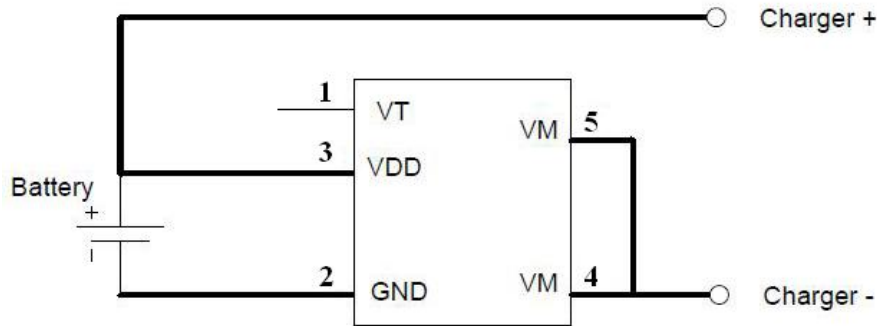 Charger +
1
VT
VM
5
3
VDD
Battery
+
2
GND
VM
4
Charger -